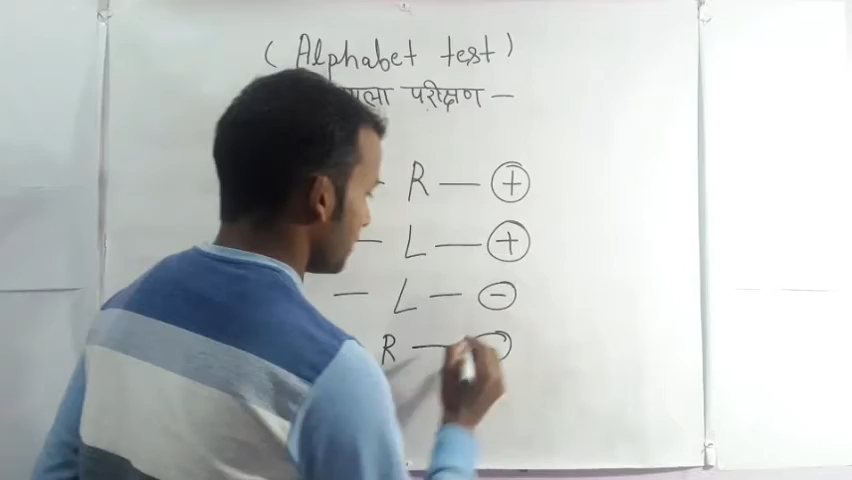 (Alphabet test)
परीक्षण —
— R — +
— L — +
— L — -
R —